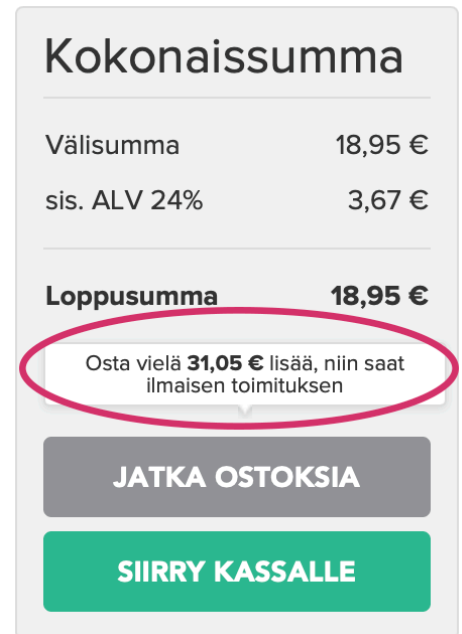 Kokonaissumma
Välisumma 18,95 €
sis. ALV 24% 3,67 €
Loppusumma 18,95 €
Osta vielä 31,05 € lisää, niin saat
ilmaisen toimituksen
JATKA OSTOKSIA
SIIRRY KASSALLE